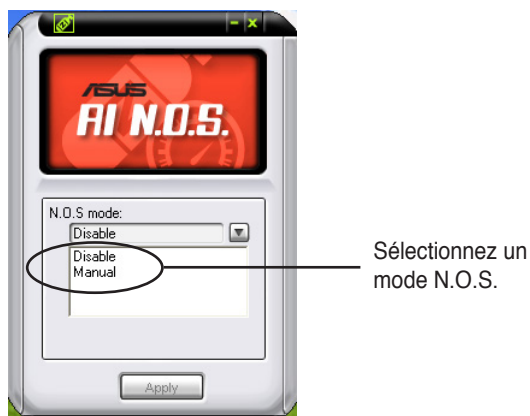 ASUS
AI N.O.S.
N.O.S mode:
Disable
Disable
Manual
Apply
Sélectionnez un
mode N.O.S.